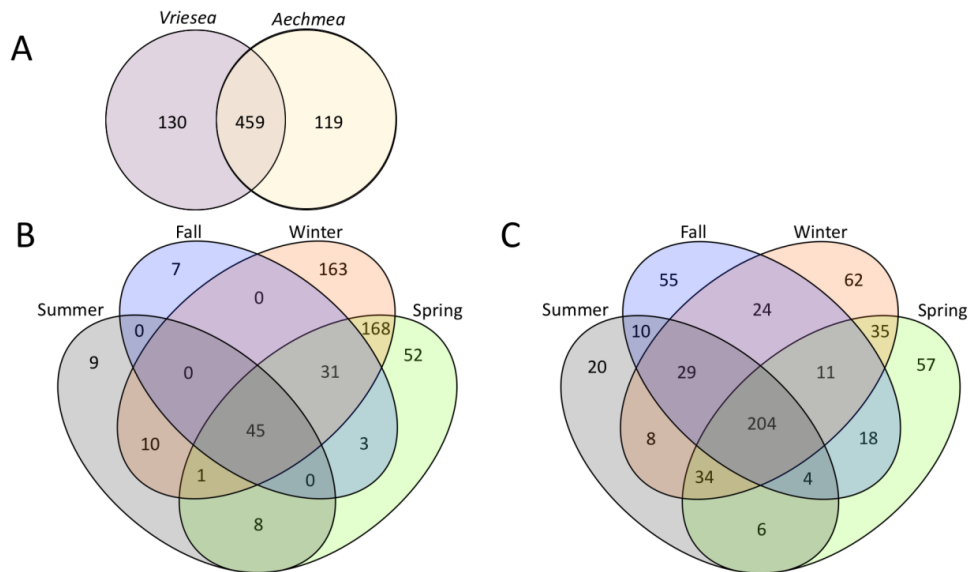 Vriesea Aechmea
A
130 459 119
B
Fall Winter
7 163
0
Summer Spring
0 168
9 52
0 31
45
10 3
1 0
8
C
Fall Winter
55 62
24
Summer Spring
10 35
20 29 11 57
204
8 18
34 4
6